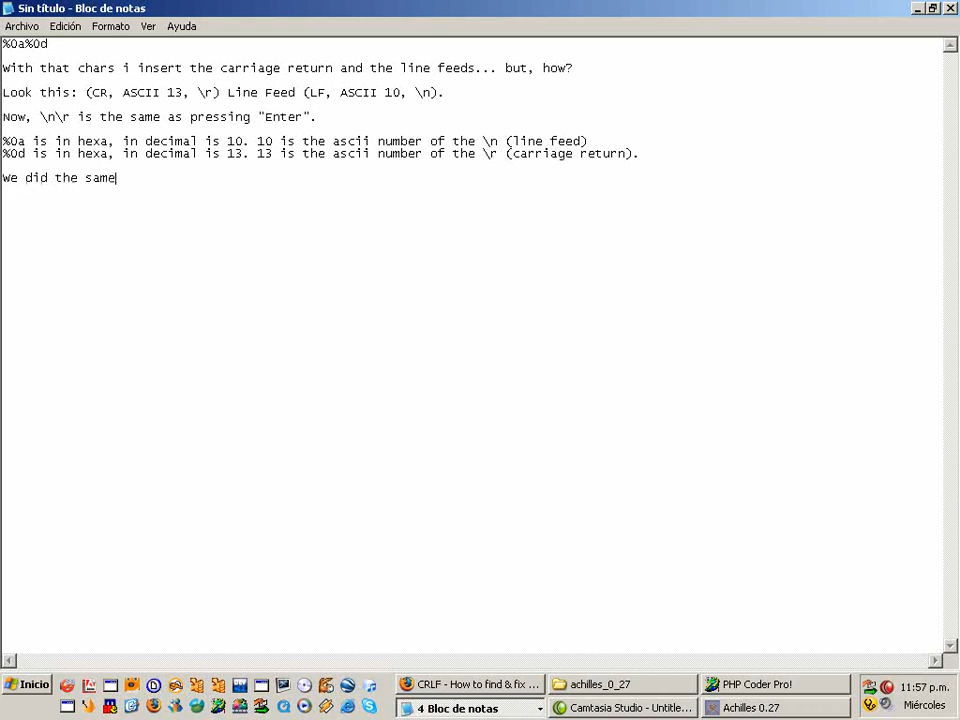 Sin título - Bloc de notas
Archivo Edición Formato Ver Ayuda
%0a%0d
With that chars i insert the carriage return and the line feeds... but, how?
Look this: (CR, ASCII 13, \r) Line Feed (LF, ASCII 10, \n).
Now, \n\r is the same as pressing "Enter".
%0a is in hexa, in decimal is 10. 10 is the ascii number of the \n (line feed)
%0d is in hexa, in decimal is 13. 13 is the ascii number of the \r (carriage return).
We did the same
Inicio
CRLF - How to find & fix ...
achilles_0_27
PHP Coder Pro!
11:57 p.m.
4 Bloc de notas
Camtasia Studio - Untitle...
Achilles 0.27
Miércoles